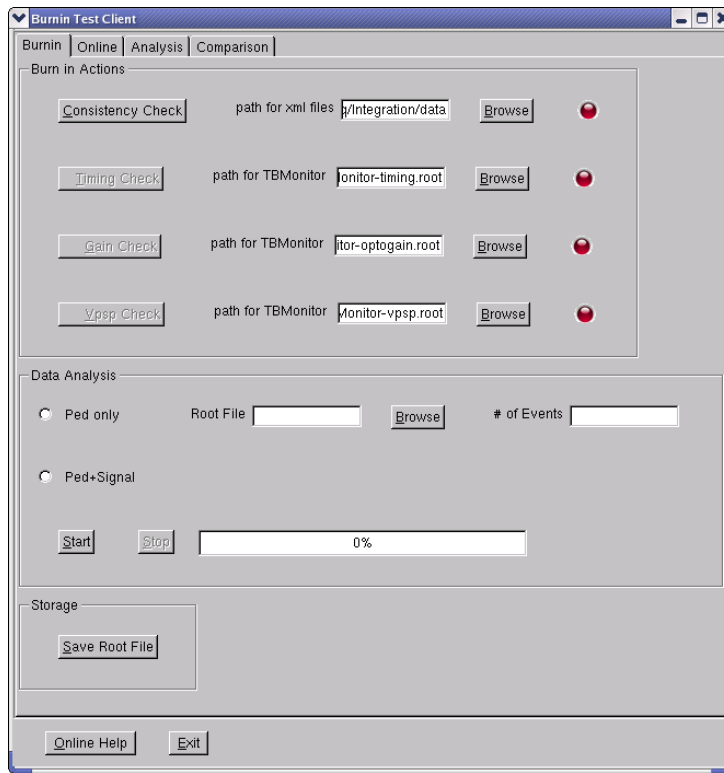 Burnin Test Client
Burnin Online Analysis Comparison
Burn in Actions
Consistency Check path for xml files g/Integration/data Browse
Timing Check path for TBMonitor onitor-timing.root Browse
Gain Check path for TBMonitor itor-optogain.root Browse
Vpsp Check path for TBMonitor Monitor-vpsp.root Browse
Data Analysis
Ped only Root File Browse # of Events
Ped+Signal
Start Stop 0%
Storage
Save Root File
Online Help Exit